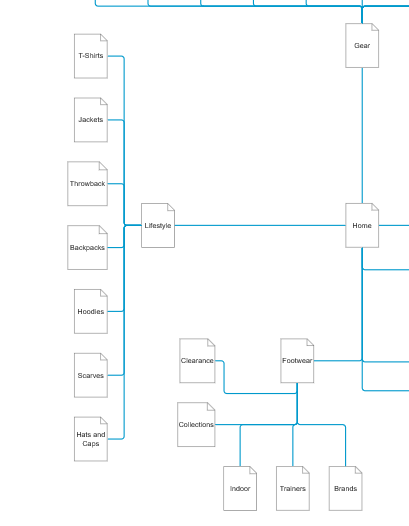 Gear
T-Shirts
Jackets
Throwback
Lifestyle
Home
Backpacks
Hoodies
Clearance
Footwear
Scarves
Collections
Hats and
Caps
Indoor
Trainers
Brands